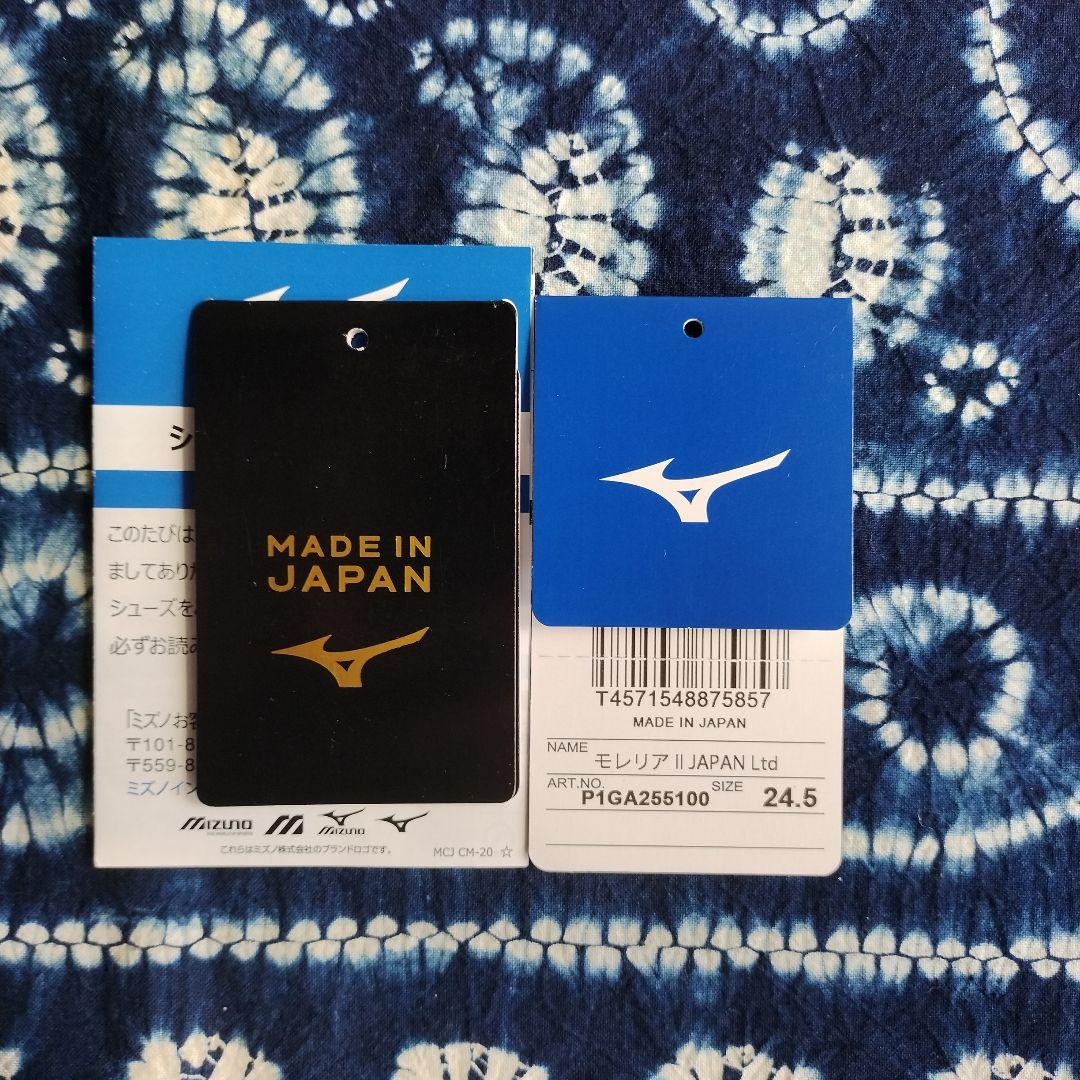 シ
このたびは
ましてあり
シューズを
必ずお読み
「ミズノお客
〒101-8
〒559-8
ミズノイン
MIZUNO
MIZUNO
これらはミズノ株式会社のブランドロゴです。
MCJ CM-20 ☆
MADE IN
JAPAN
T4571548875857
MADE IN JAPAN
NAME モレリア II JAPAN Ltd
ART.NO. P1GA255100 SIZE 24.5